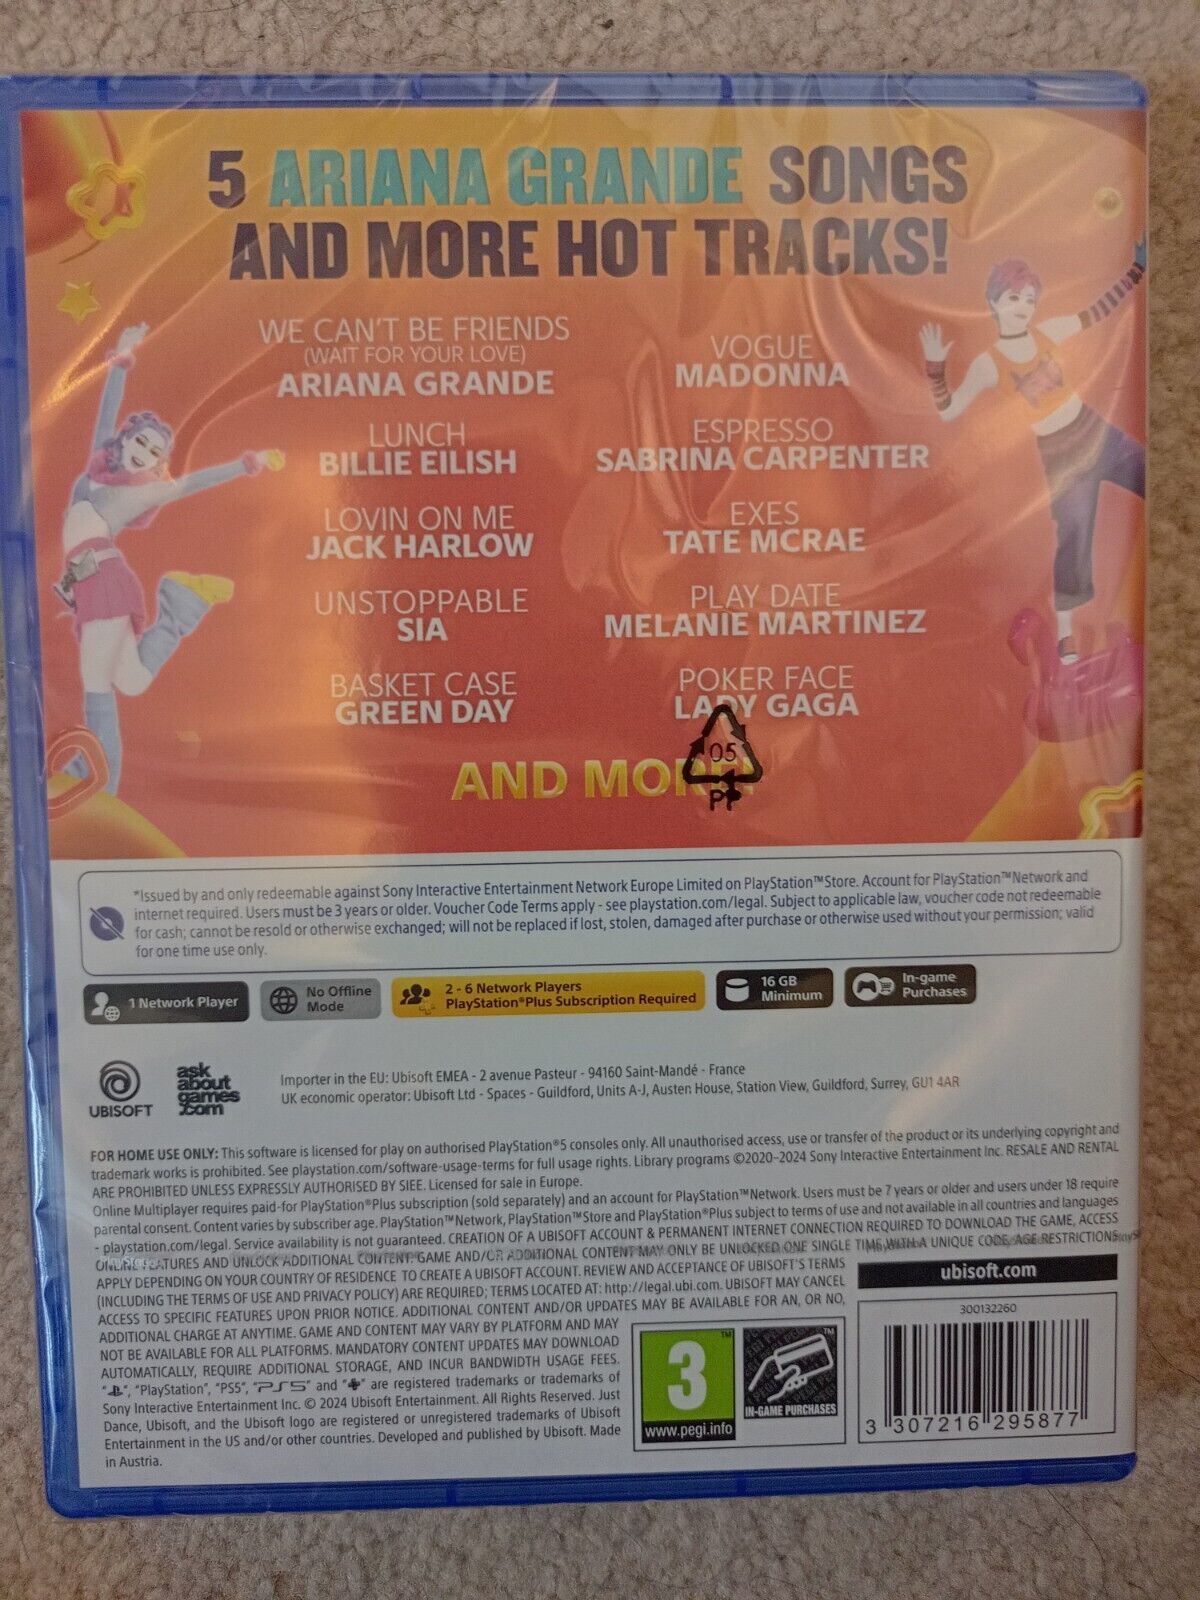 5 ARIANA GRANDE SONGS
AND MORE HOT TRACKS!
WE CAN'T BE FRIENDS
(WAIT FOR YOUR LOVE)
ARIANA GRANDE
LUNCH
BILLIE EILISH
LOVIN ON ME
JACK HARLOW
UNSTOPPABLE
SIA
BASKET CASE
GREEN DAY
VOGUE
MADONNA
ESPRESSO
SABRINA CARPENTER
EXES
TATE MCRAE
PLAY DATE
MELANIE MARTINEZ
POKER FACE
LADY GAGA
AND MORE!
05
PP
*Issued by and only redeemable against Sony Interactive Entertainment Network Europe Limited on PlayStation™Store. Account for PlayStation™Network and
internet required. Users must be 3 years or older. Voucher Code Terms apply - see playstation.com/legal. Subject to applicable law, voucher code not redeemable
for cash; cannot be resold or otherwise exchanged; will not be replaced if lost, stolen, damaged after purchase or otherwise used without your permission; valid
for one time use only.
1 Network Player
No Offline
Mode
2 - 6 Network Players
PlayStation®Plus Subscription Required
16 GB
Minimum
In-game
Purchases
UBISOFT
ask
about
games
.com
Importer in the EU: Ubisoft EMEA - 2 avenue Pasteur - 94160 Saint-Mandé - France
UK economic operator: Ubisoft Ltd - Spaces - Guildford, Units A-J, Austen House, Station View, Guildford, Surrey, GU1 4AR
FOR HOME USE ONLY: This software is licensed for play on authorised PlayStation®5 consoles only. All unauthorised access, use or transfer of the product or its underlying copyright and
trademark works is prohibited. See playstation.com/software-usage-terms for full usage rights. Library programs ©2020–2024 Sony Interactive Entertainment Inc. RESALE AND RENTAL
ARE PROHIBITED UNLESS EXPRESSLY AUTHORISED BY SIEE. Licensed for sale in Europe.
Online Multiplayer requires paid-for PlayStation®Plus subscription (sold separately) and an account for PlayStation™Network. Users must be 7 years or older and users under 18 require
parental consent. Content varies by subscriber age. PlayStation™Network, PlayStation™Store and PlayStation®Plus subject to terms of use and not available in all countries and languages
- playstation.com/legal. Service availability is not guaranteed. CREATION OF A UBISOFT ACCOUNT & PERMANENT INTERNET CONNECTION REQUIRED TO DOWNLOAD THE GAME, ACCESS
ONLINE FEATURES AND UNLOCK ADDITIONAL CONTENT. GAME AND/OR ADDITIONAL CONTENT MAY ONLY BE UNLOCKED ONE SINGLE TIME WITH A UNIQUE CODE. AGE RESTRICTIONS
APPLY DEPENDING ON YOUR COUNTRY OF RESIDENCE TO CREATE A UBISOFT ACCOUNT. REVIEW AND ACCEPTANCE OF UBISOFT'S TERMS
(INCLUDING THE TERMS OF USE AND PRIVACY POLICY) ARE REQUIRED; TERMS LOCATED AT: http://legal.ubi.com. UBISOFT MAY CANCEL
ACCESS TO SPECIFIC FEATURES UPON PRIOR NOTICE. ADDITIONAL CONTENT AND/OR UPDATES MAY BE AVAILABLE FOR AN, OR NO,
ADDITIONAL CHARGE AT ANYTIME. GAME AND CONTENT MAY VARY BY PLATFORM AND MAY
NOT BE AVAILABLE FOR ALL PLATFORMS. MANDATORY CONTENT UPDATES MAY DOWNLOAD
AUTOMATICALLY, REQUIRE ADDITIONAL STORAGE, AND INCUR BANDWIDTH USAGE FEES.
" ", "PlayStation", "PS5", "PS5" and " " are registered trademarks or trademarks of
Sony Interactive Entertainment Inc. © 2024 Ubisoft Entertainment. All Rights Reserved. Just
Dance, Ubisoft, and the Ubisoft logo are registered or unregistered trademarks of Ubisoft
Entertainment in the US and/or other countries. Developed and published by Ubisoft. Made
in Austria.
ubisoft.com
300132260
3 307216 295877
3
www.pegi.info
IN-GAME PURCHASES